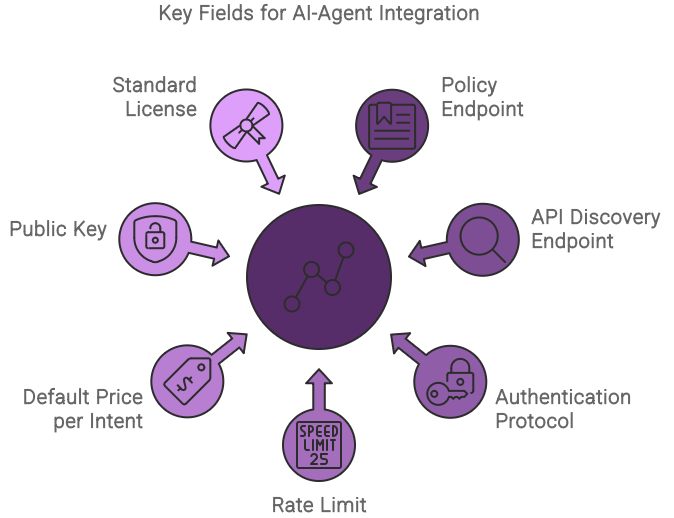 Key Fields for AI-Agent Integration
Standard
License
Policy
Endpoint
Public Key
API Discovery
Endpoint
Default Price
per Intent
Authentication
Protocol
SPEED
LIMIT
25
Rate Limit
$